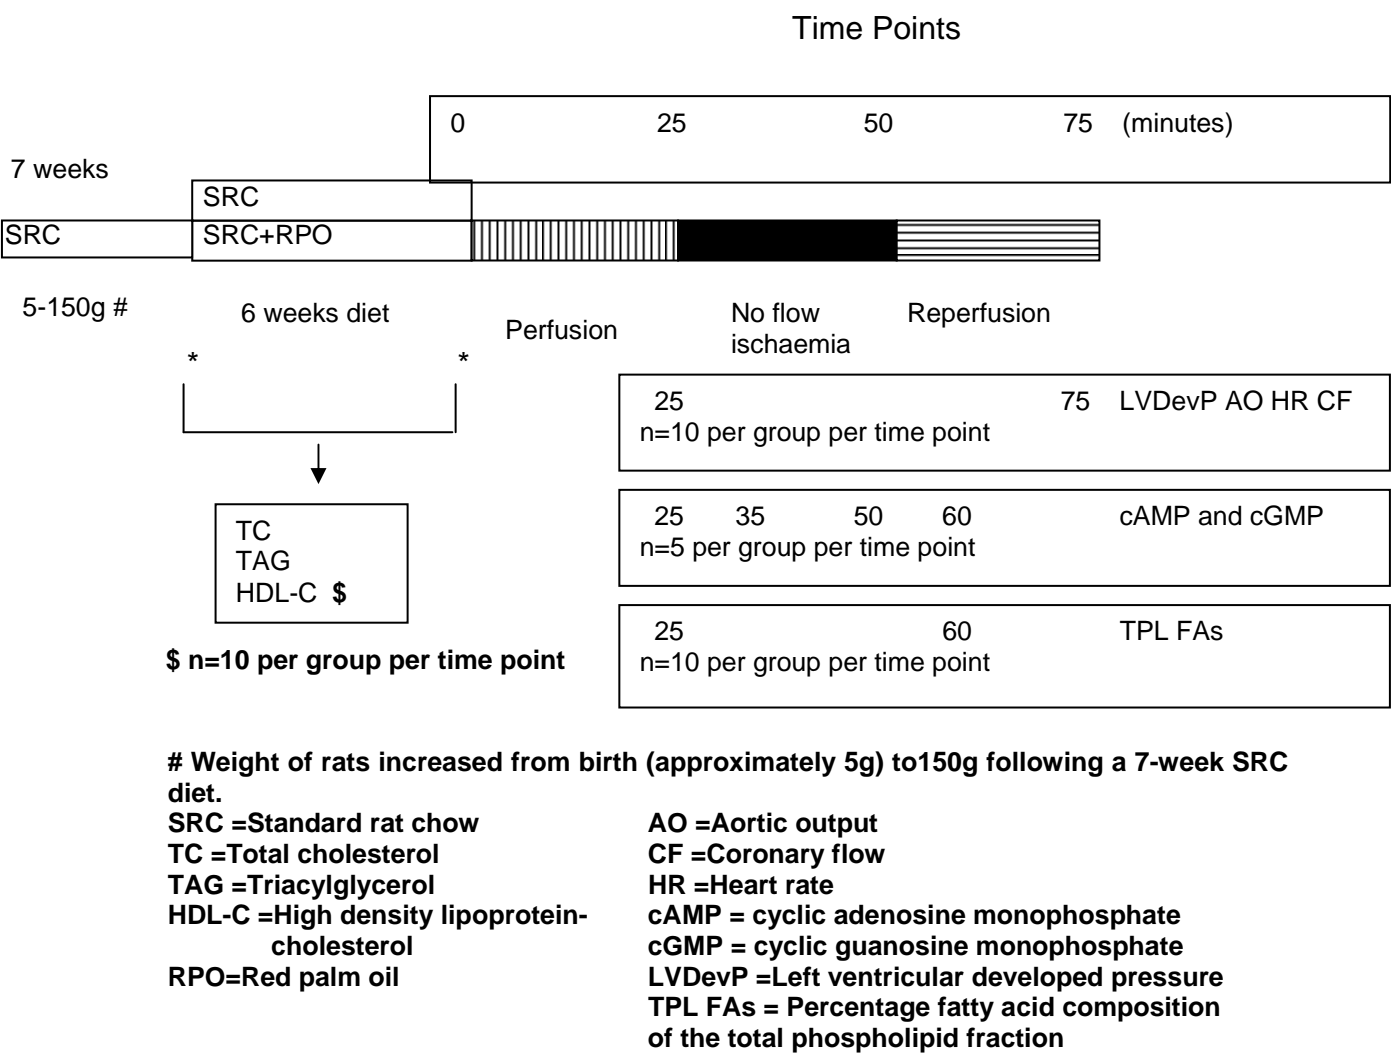 Time Points
0 25 50 75 (minutes)
7 weeks
SRC
SRC SRC+RPO
5-150g # 6 weeks diet Perfusion No flow ischaemia Reperfusion
* *
25 75 LVDevP AO HR CF
n=10 per group per time point
TC
TAG
HDL-C $
25 35 50 60 cAMP and cGMP
n=5 per group per time point
$ n=10 per group per time point
25 60 TPL FAs
n=10 per group per time point
# Weight of rats increased from birth (approximately 5g) to150g following a 7-week SRC
diet.
SRC =Standard rat chow
TC =Total cholesterol
TAG =Triacylglycerol
HDL-C =High density lipoprotein-
cholesterol
RPO=Red palm oil
AO =Aortic output
CF =Coronary flow
HR =Heart rate
cAMP = cyclic adenosine monophosphate
cGMP = cyclic guanosine monophosphate
LVDevP =Left ventricular developed pressure
TPL FAs = Percentage fatty acid composition
of the total phospholipid fraction